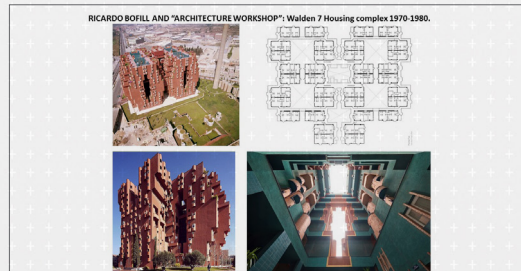 RICARDO BOFILL AND "ARCHITECTURE WORKSHOP": Walden 7 Housing complex 1970-1980.